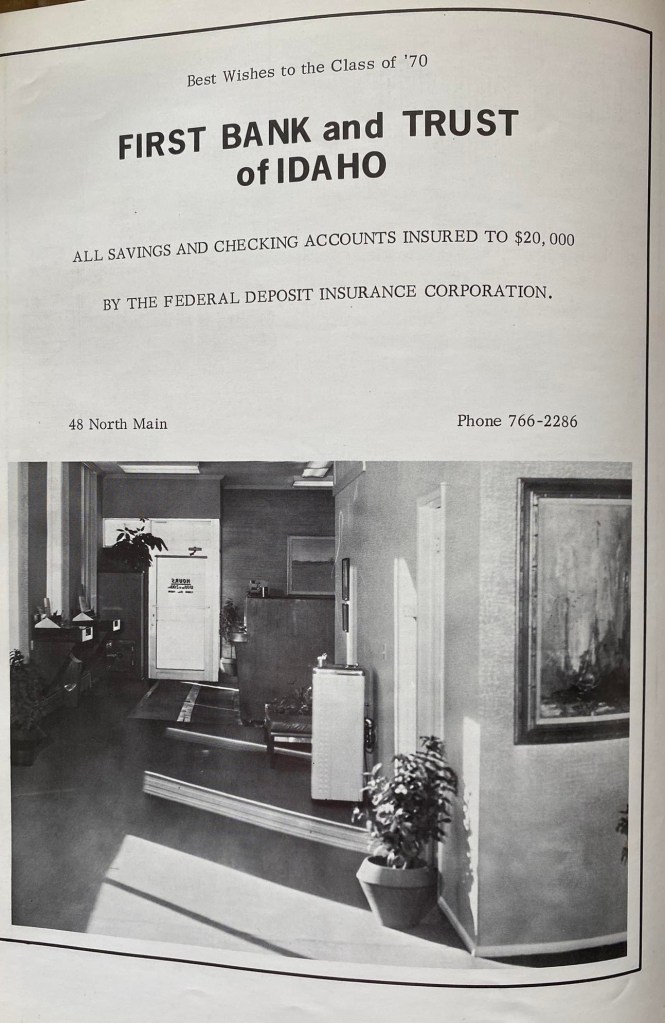 Best Wishes to the Class of '70
FIRST BANK and TRUST
of IDAHO
ALL SAVINGS AND CHECKING ACCOUNTS INSURED TO $20,000
BY THE FEDERAL DEPOSIT INSURANCE CORPORATION.
48 North Main
Phone 766-2286
HOURS